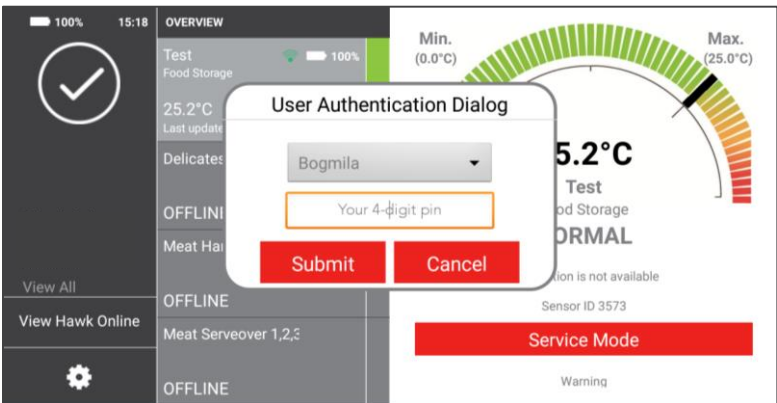 100% 15:18
View All
View Hawk Online
OVERVIEW
Test 100%
Food Storage
25.2°C
Last update
Delicates
OFFLINE
Meat Ha
OFFLINE
Meat Serveover 1,2,3
OFFLINE
User Authentication Dialog
Bogmila
Your 4-digit pin
Submit Cancel
Min. Max.
(0.0°C) (25.0°C)
5.2°C
Test
od Storage
ORMAL
tion is not available
Sensor ID 3573
Service Mode
Warning